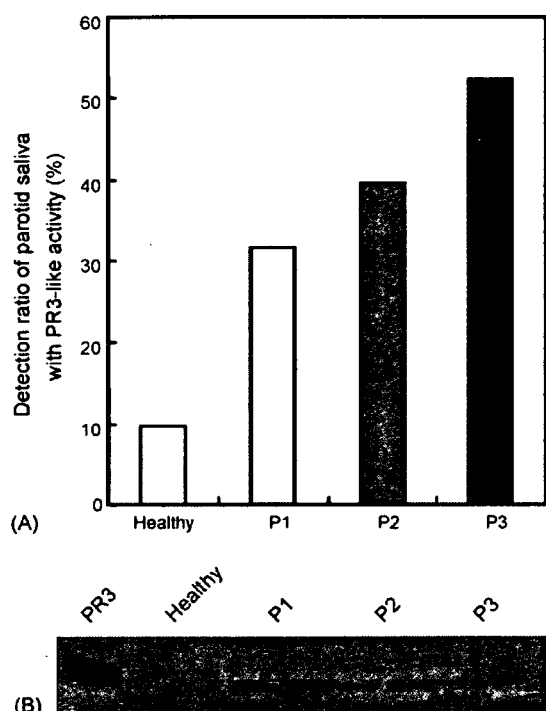 Detection ratio of parotid saliva
with PR3-like activity (%)
60
50
40
30
20
10
0
(A)
Healthy
P1
P2
P3
PR3
Healthy
P1
P2
P3
(B)